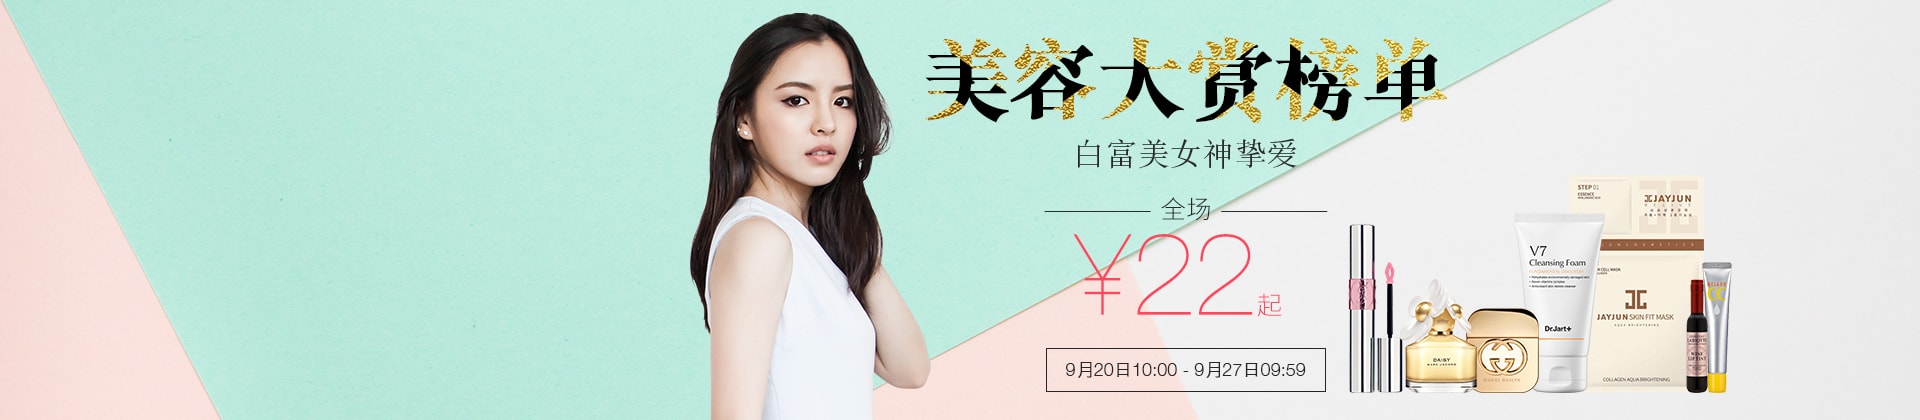 美容大赏榜单
白富美女神挚爱
全场
¥22起
9月20日10:00 - 9月27日09:59
STEP 01
JAYJUN
V7
Cleansing Foam
Dr.Jart+
JAYJUN SKIN FIT MASK
COLLAGEN AQUA BRIGHTENING
DAISY
MARC JACOBS
GUCCI GUILTY
CC
WINE
LIP TINT